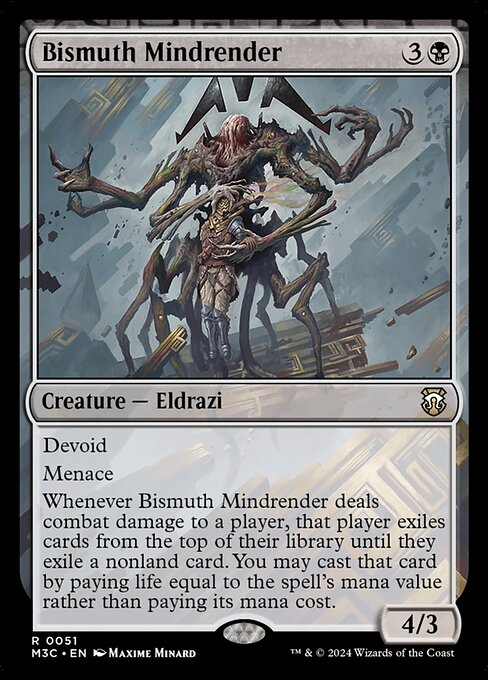 Bismuth Mindrender 3
Creature — Eldrazi
Devoid
Menace
Whenever Bismuth Mindrender deals
combat damage to a player, that player exiles
cards from the top of their library until they
exile a nonland card. You may cast that card
by paying life equal to the spell's mana value
rather than paying its mana cost.
4/3
R 0051
M3C • EN Maxime Minard
™ & © 2024 Wizards of the Coast